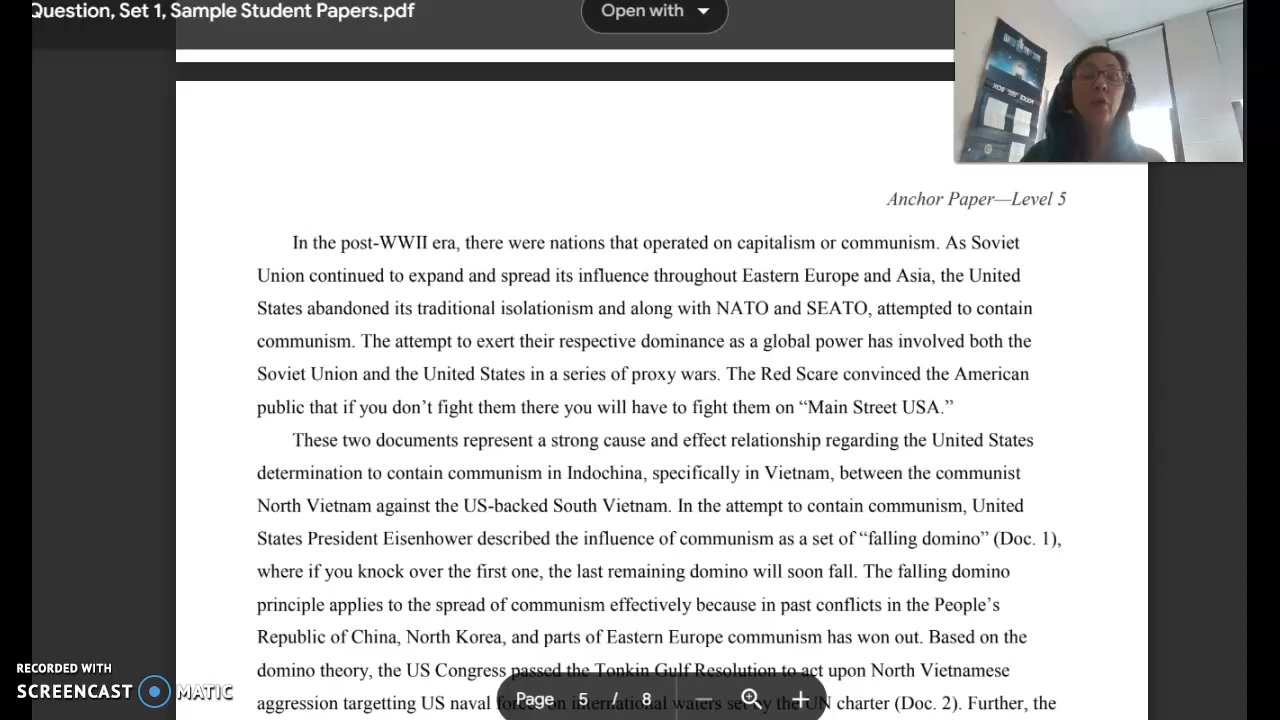 Question, Set 1, Sample Student Papers.pdf
Open with
Anchor Paper—Level 5
In the post-WWII era, there were nations that operated on capitalism or communism. As Soviet
Union continued to expand and spread its influence throughout Eastern Europe and Asia, the United
States abandoned its traditional isolationism and along with NATO and SEATO, attempted to contain
communism. The attempt to exert their respective dominance as a global power has involved both the
Soviet Union and the United States in a series of proxy wars. The Red Scare convinced the American
public that if you don’t fight them there you will have to fight them on “Main Street USA.”
These two documents represent a strong cause and effect relationship regarding the United States
determination to contain communism in Indochina, specifically in Vietnam, between the communist
North Vietnam against the US-backed South Vietnam. In the attempt to contain communism, United
States President Eisenhower described the influence of communism as a set of “falling domino” (Doc. 1),
where if you knock over the first one, the last remaining domino will soon fall. The falling domino
principle applies to the spread of communism effectively because in past conflicts in the People’s
Republic of China, North Korea, and parts of Eastern Europe communism has won out. Based on the
domino theory, the US Congress passed the Tonkin Gulf Resolution to act upon North Vietnamese
aggression targetting US naval forces on international waters set by the UN charter (Doc. 2). Further, the
Page 5 / 8
RECORDED WITH
SCREENCAST MATIC